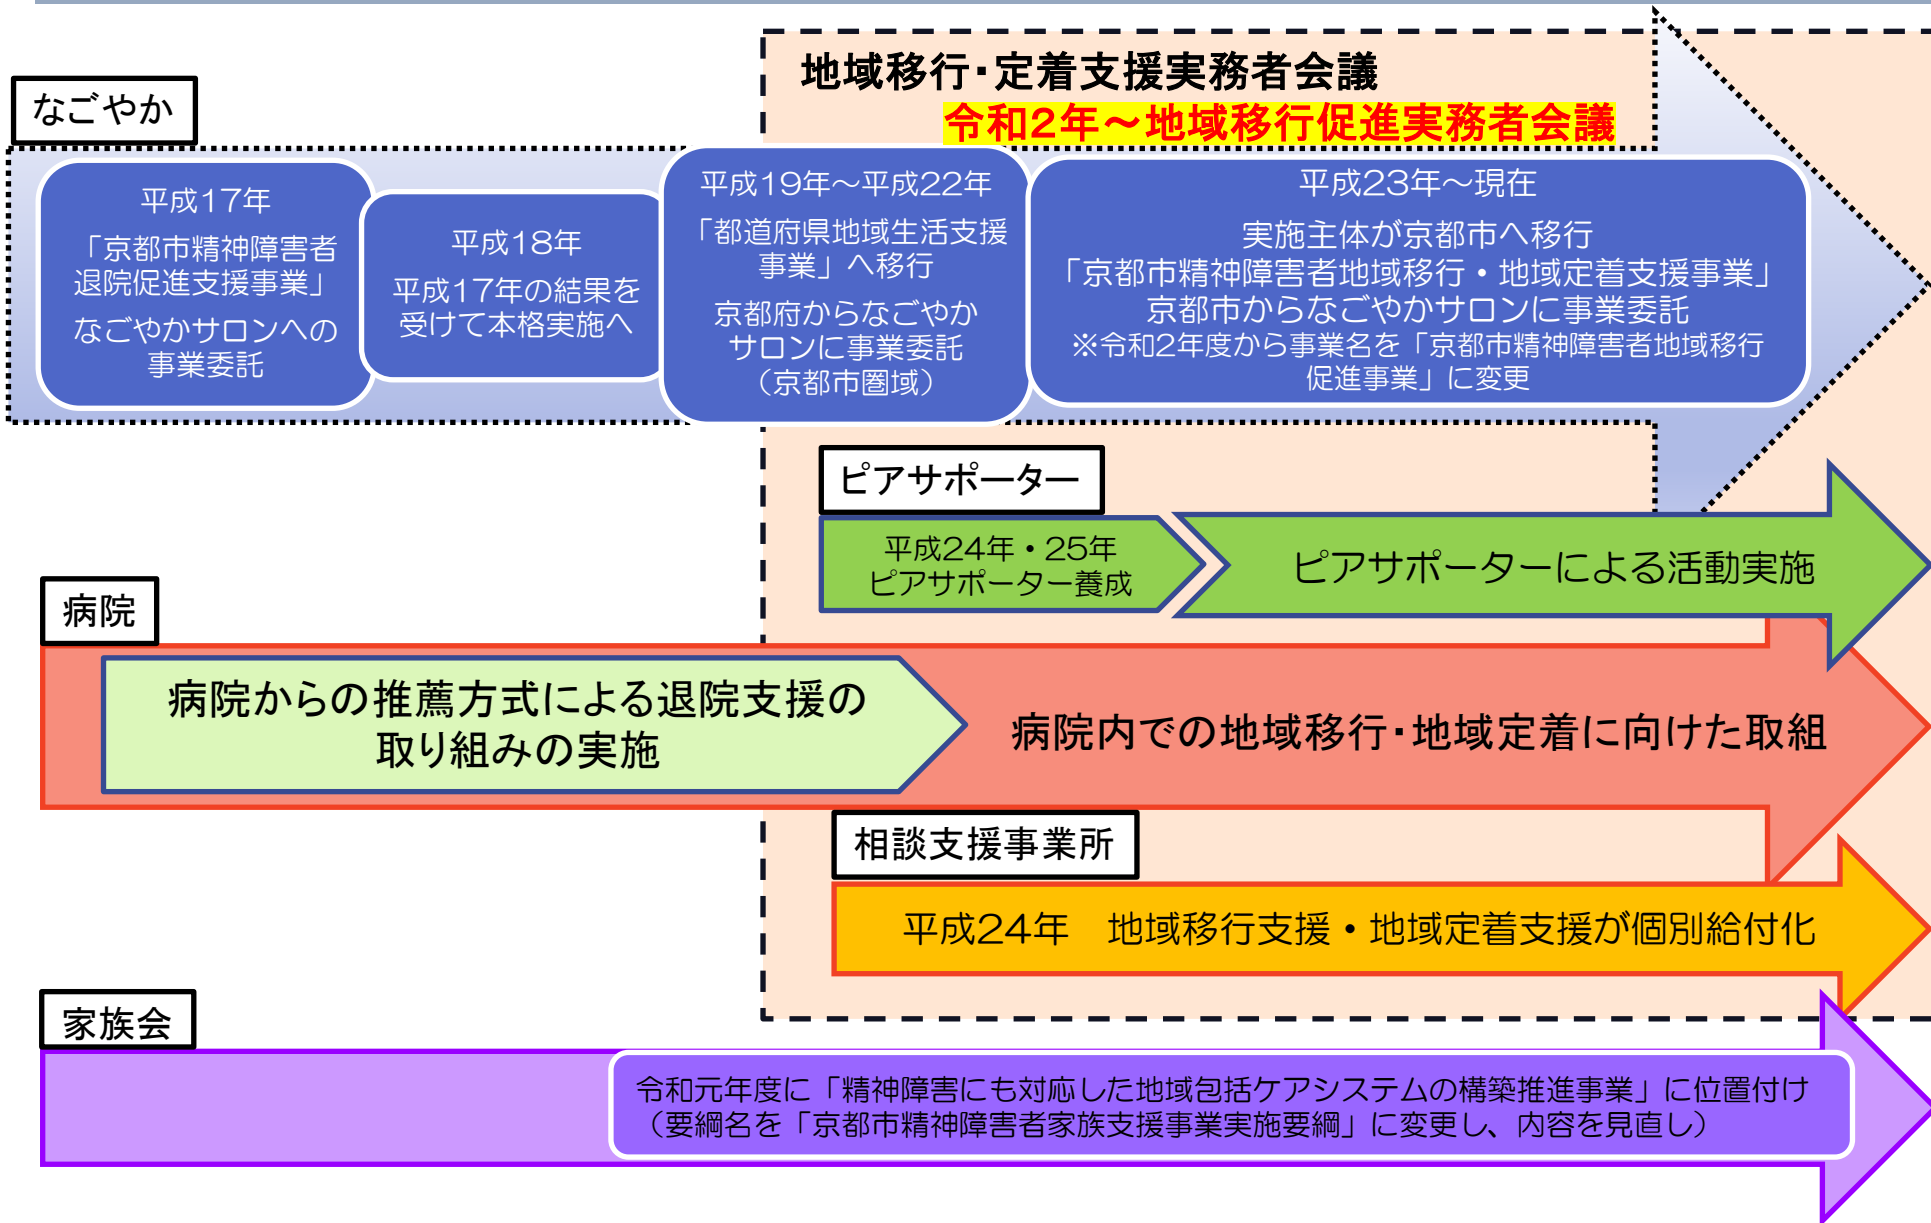 地域移行・定着支援実務者会議
令和2年～地域移行促進実務者会議
なごやか
平成17年
「京都市精神障害者
退院促進支援事業」
なごやかサロンへの
事業委託
平成18年
平成17年の結果を
受けて本格実施へ
平成19年～平成22年
「都道府県地域生活支援
事業」へ移行
京都府からなごやか
サロンに事業委託
（京都市圏域）
平成23年～現在
実施主体が京都市へ移行
「京都市精神障害者地域移行・地域定着支援事業」
京都市からなごやかサロンに事業委託
※令和2年度から事業名を「京都市精神障害者地域移行
促進事業」に変更
ピアサポーター
平成24年・25年
ピアサポーター養成
ピアサポーターによる活動実施
病院
病院からの推薦方式による退院支援の
取り組みの実施
病院内での地域移行・地域定着に向けた取組
相談支援事業所
平成24年　地域移行支援・地域定着支援が個別給付化
家族会
令和元年度に「精神障害にも対応した地域包括ケアシステムの構築推進事業」に位置付け
（要綱名を「京都市精神障害者家族支援事業実施要綱」に変更し、内容を見直し）